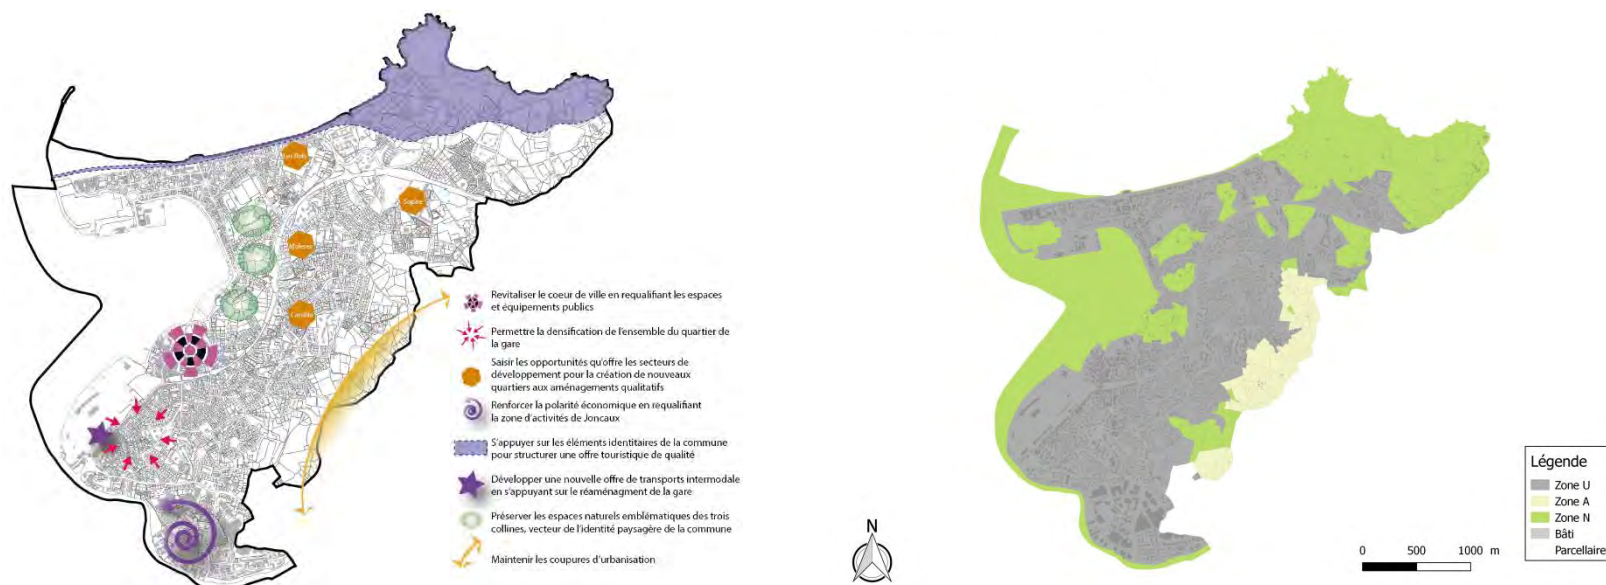 Les Bois
Sopite
Molères
Castillo
Revitaliser le coeur de ville en requalifiant les espaces
et équipements publics
Permettre la densification de l'ensemble du quartier de
la gare
Saisir les opportunités qu'offre les secteurs de
développement pour la création de nouveaux
quartiers aux aménagements qualitatifs
Renforcer la polarité économique en requalifiant
la zone d'activités de Joncaux
S'appuyer sur les éléments identitaires de la commune
pour structurer une offre touristique de qualité
Développer une nouvelle offre de transports intermodale
en s'appuyant sur le réaménagment de la gare
Préserver les espaces naturels emblématiques des trois
collines, vecteur de l'identité paysagère de la commune
Maintenir les coupures d'urbanisation
N
0 500 1000 m
Légende
Zone U
Zone A
Zone N
Bâti
Parcellaire